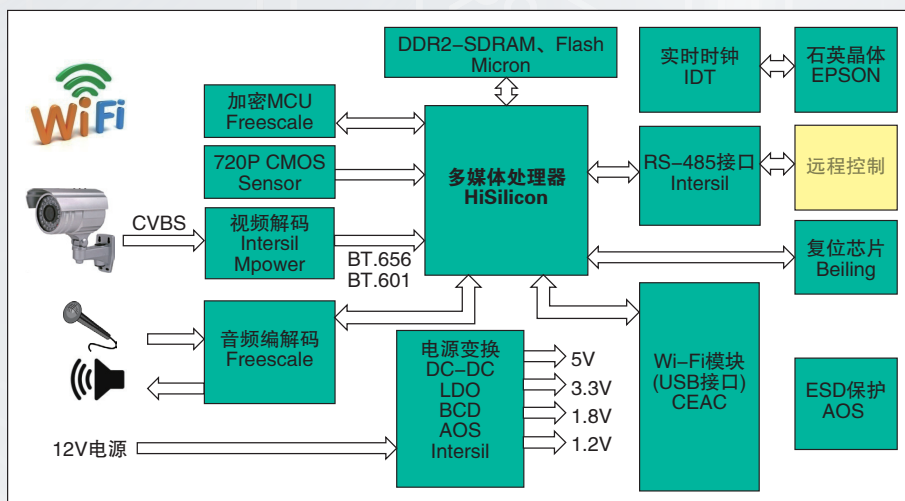 DDR2-SDRAM、Flash
Micron
实时时钟
IDT
石英晶体
EPSON
WiFi
加密MCU
Freescale
720P CMOS
Sensor
多媒体处理器
HiSilicon
RS-485接口
Intersil
远程控制
CVBS
视频解码
Intersil
Mpower
BT.656
BT.601
复位芯片
Beiling
音频编解码
Freescale
电源变换
DC-DC
LDO
BCD
AOS
Intersil
5V
3.3V
1.8V
1.2V
Wi-Fi模块
(USB接口)
CEAC
ESD保护
AOS
12V电源